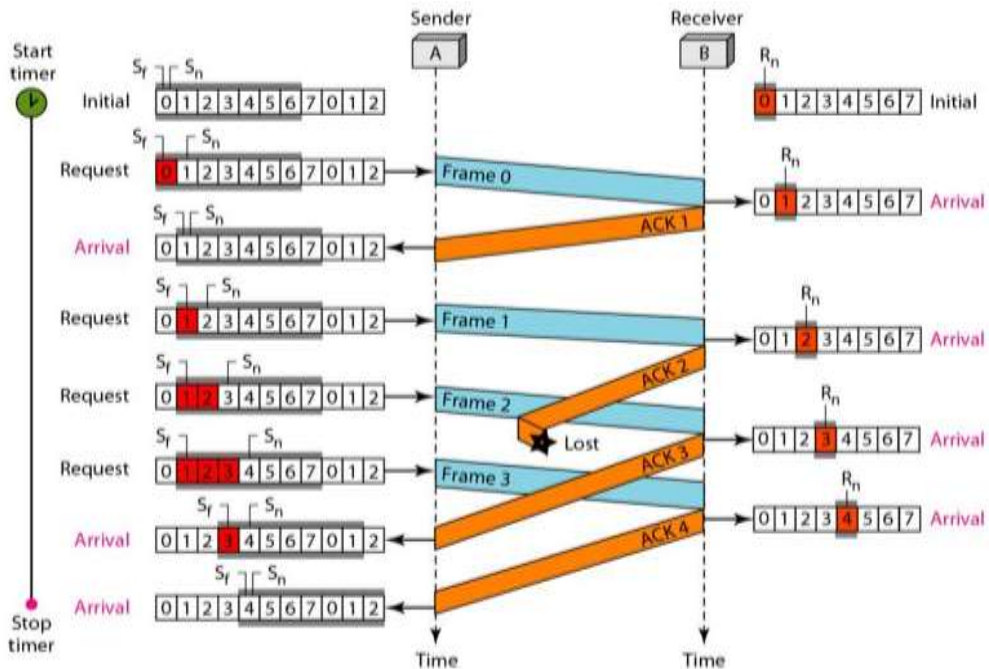 Sender
Receiver
Start
timer
A
B
Sf
Sn
Rn
Initial
0 1 2 3 4 5 6 7 0 1 2
0 1 2 3 4 5 6 7
Initial
Sf
Sn
Request
0 1 2 3 4 5 6 7 0 1 2
Frame 0
Rn
0 1 2 3 4 5 6 7
Arrival
Sf
Sn
ACK 1
Arrival
0 1 2 3 4 5 6 7 0 1 2
Sf
Sn
Request
0 1 2 3 4 5 6 7 0 1 2
Frame 1
Rn
0 1 2 3 4 5 6 7
Arrival
ACK 2
Sf
Sn
Request
0 1 2 3 4 5 6 7 0 1 2
Frame 2
Lost
Rn
0 1 2 3 4 5 6 7
Arrival
Sf
Sn
ACK 3
Request
0 1 2 3 4 5 6 7 0 1 2
Frame 3
Rn
0 1 2 3 4 5 6 7
Arrival
Sf
Sn
ACK 4
Arrival
0 1 2 3 4 5 6 7 0 1 2
Sf
Sn
Arrival
0 1 2 3 4 5 6 7 0 1 2
Stop
timer
Time
Time